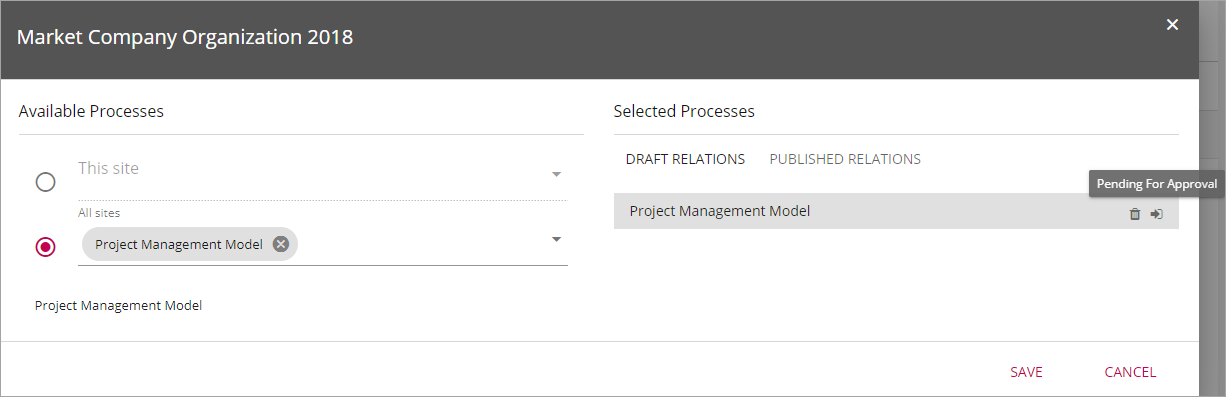 Market Company Organization 2018
Available Processes
This site
All sites
Project Management Model
Project Management Model
Selected Processes
DRAFT RELATIONS PUBLISHED RELATIONS
Pending For Approval
Project Management Model
SAVE CANCEL